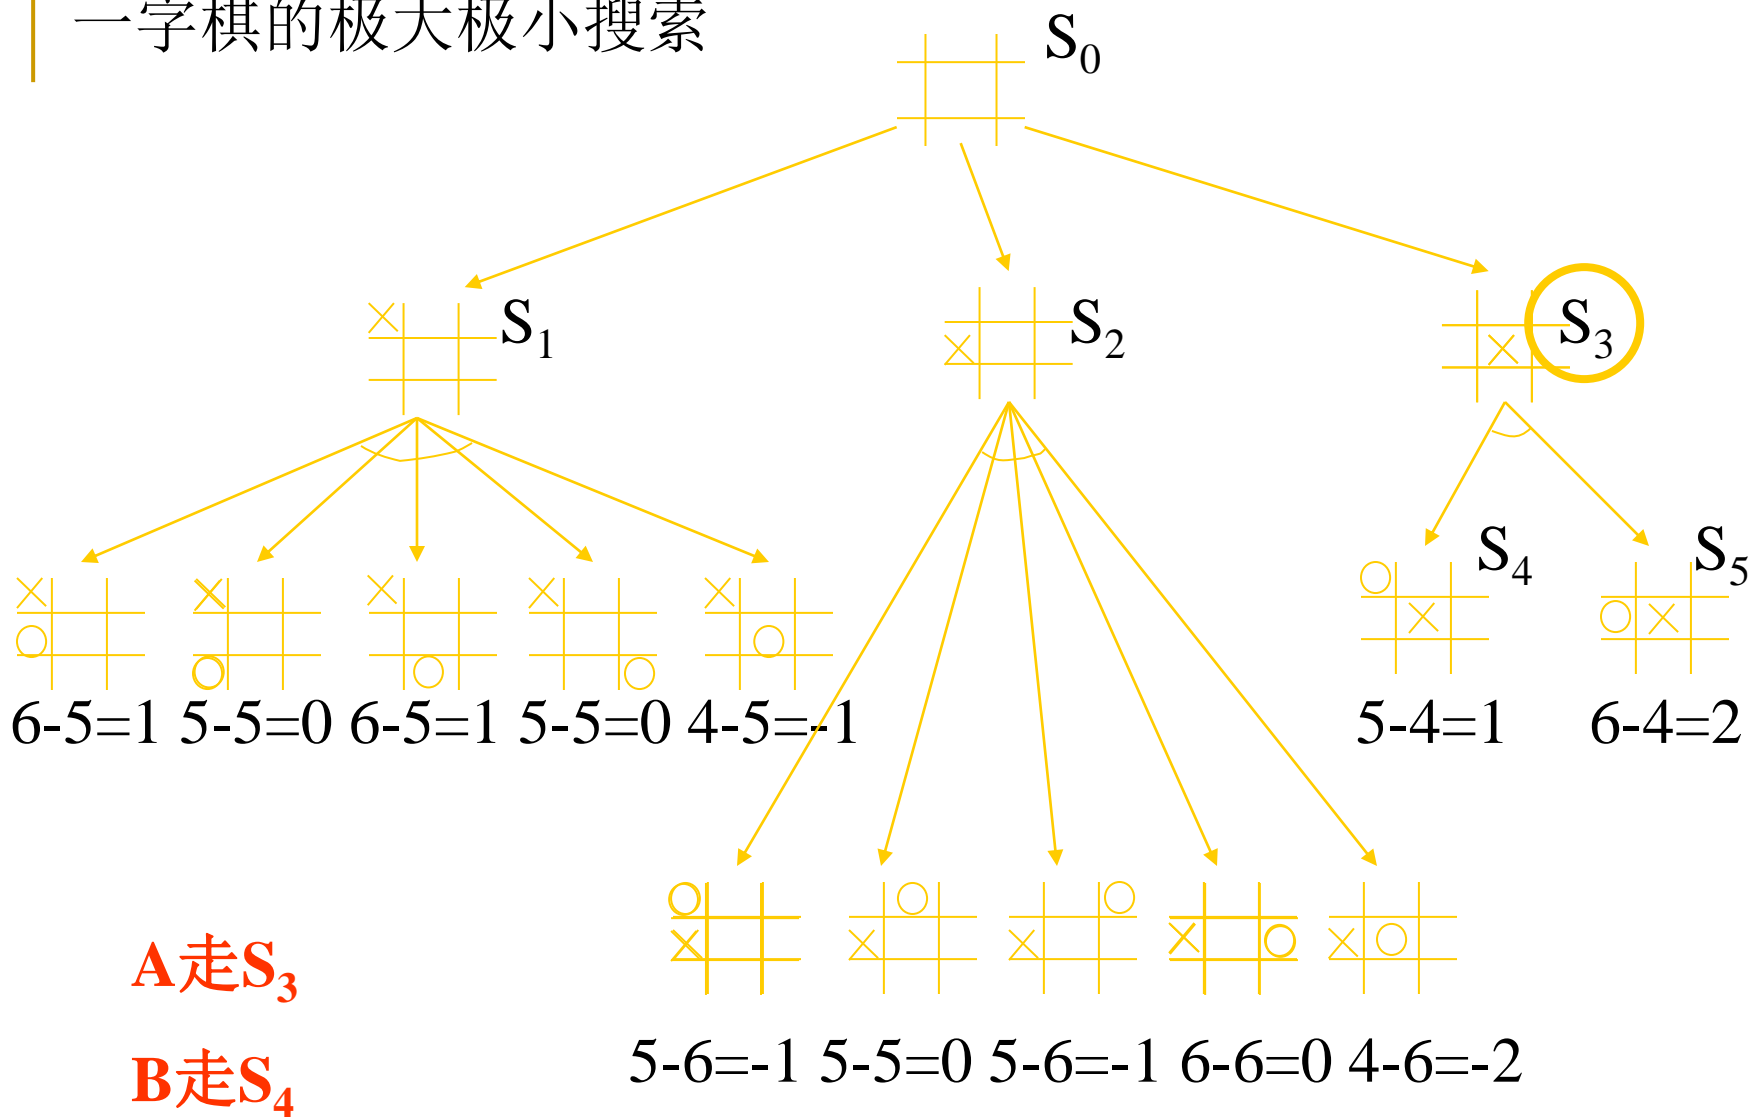 一字棋的极大极小搜索
S₀
S₁ S₂ S₃
S₄ S₅
6-5=1 5-5=0 6-5=1 5-5=0 4-5=-1 5-4=1 6-4=2
A走S₃
5-6=-1 5-5=0 5-6=-1 6-6=0 4-6=-2
B走S₄